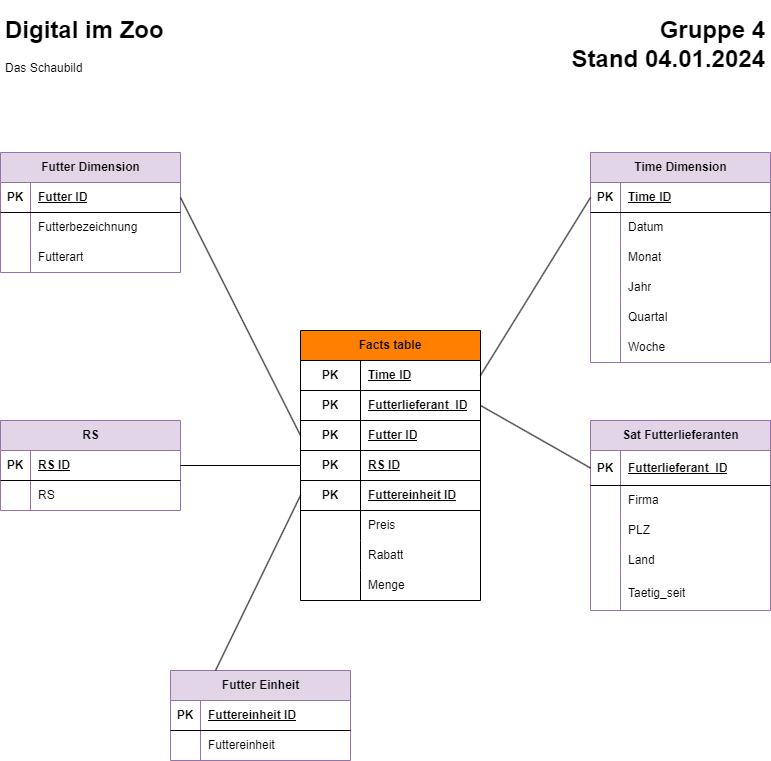 Digital im Zoo
Das Schaubild
Gruppe 4
Stand 04.01.2024
Futter Dimension
PK Futter ID
Futterbezeichnung
Futterart
Time Dimension
PK Time ID
Datum
Monat
Jahr
Quartal
Woche
Facts table
PK Time ID
PK Futterlieferant_ID
PK Futter ID
PK RS ID
PK Futtereinheit ID
Preis
Rabatt
Menge
RS
PK RS ID
RS
Sat Futterlieferanten
PK Futterlieferant_ID
Firma
PLZ
Land
Taetig_seit
Futter Einheit
PK Futtereinheit ID
Futtereinheit